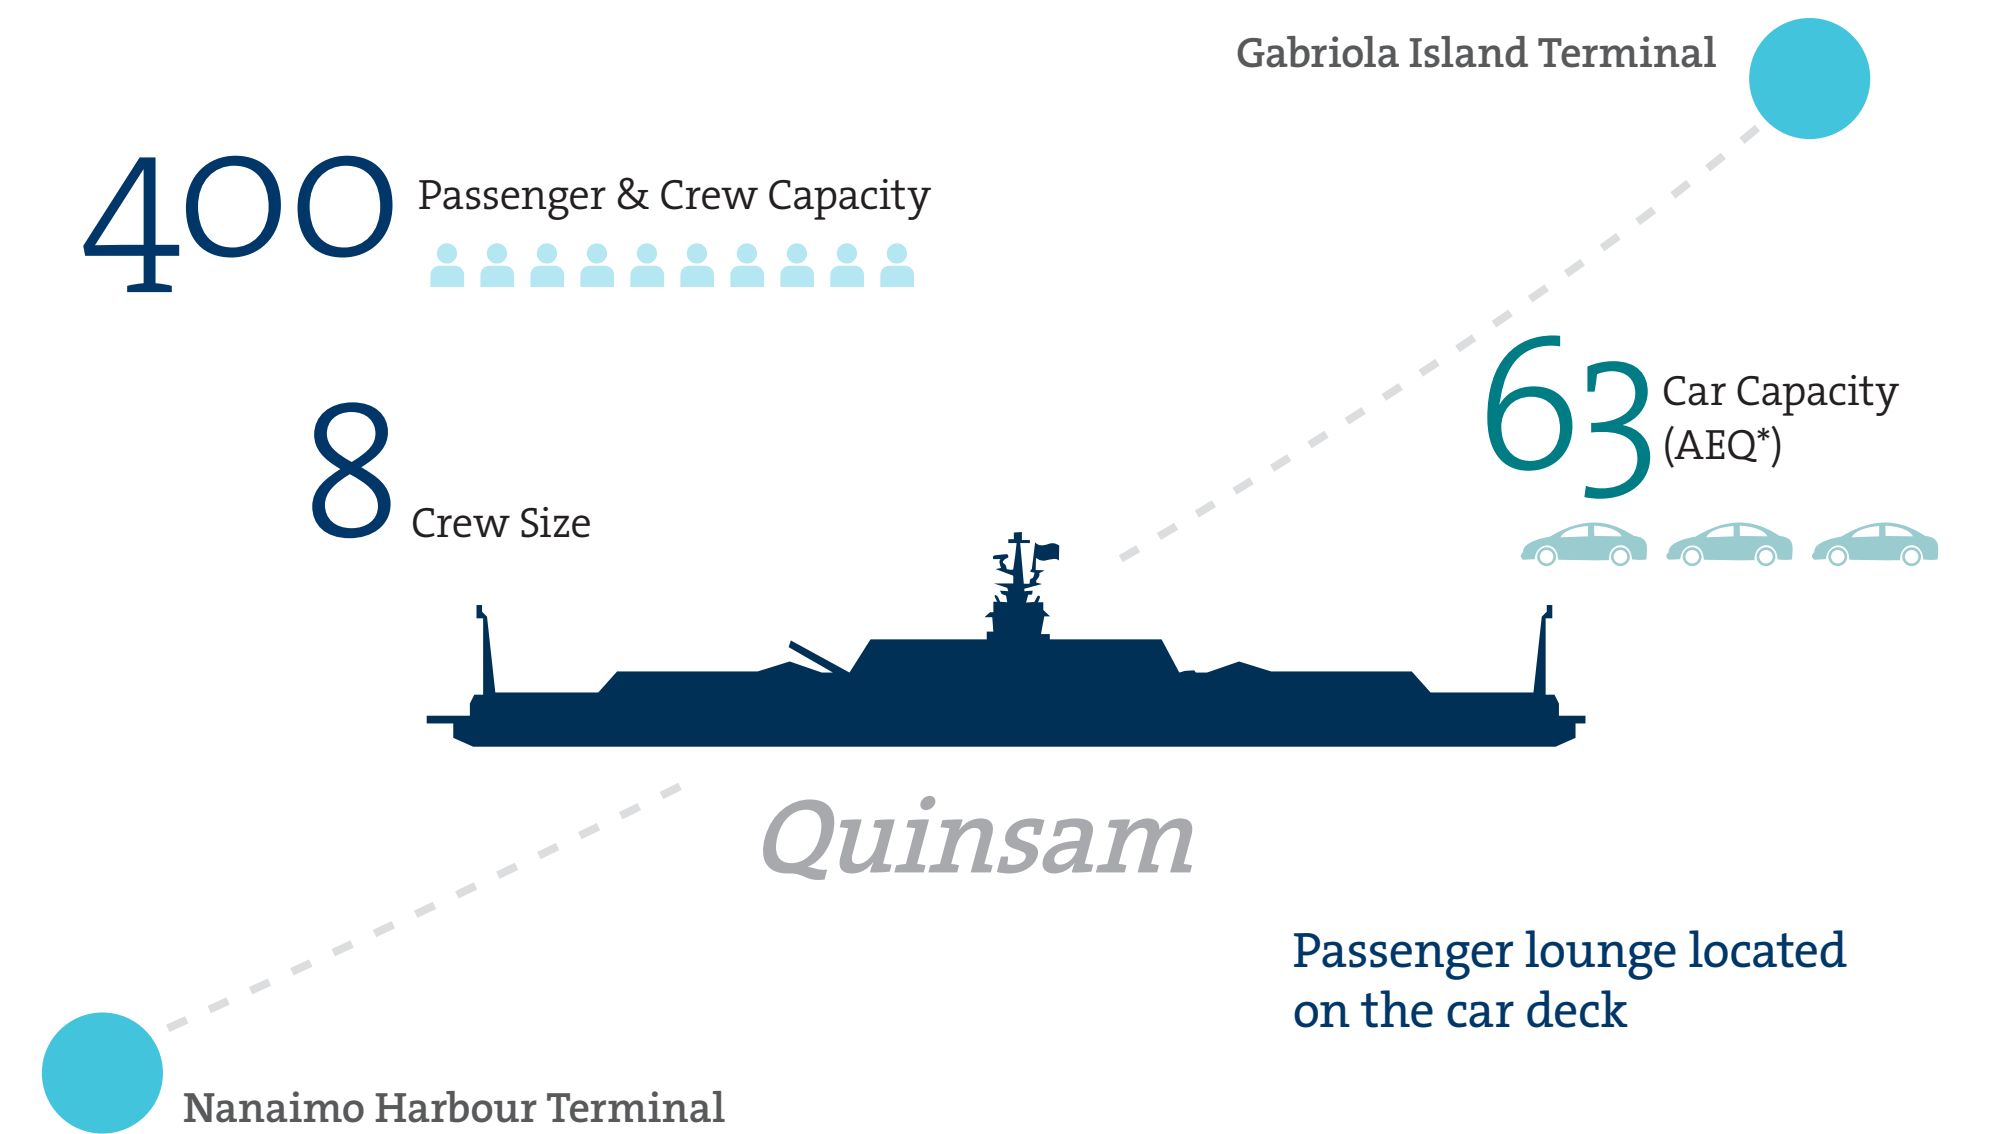 Gabriola Island Terminal
400 Passenger & Crew Capacity
63 Car Capacity
(AEQ*)
8 Crew Size
Quinsam
Passenger lounge located
on the car deck
Nanaimo Harbour Terminal